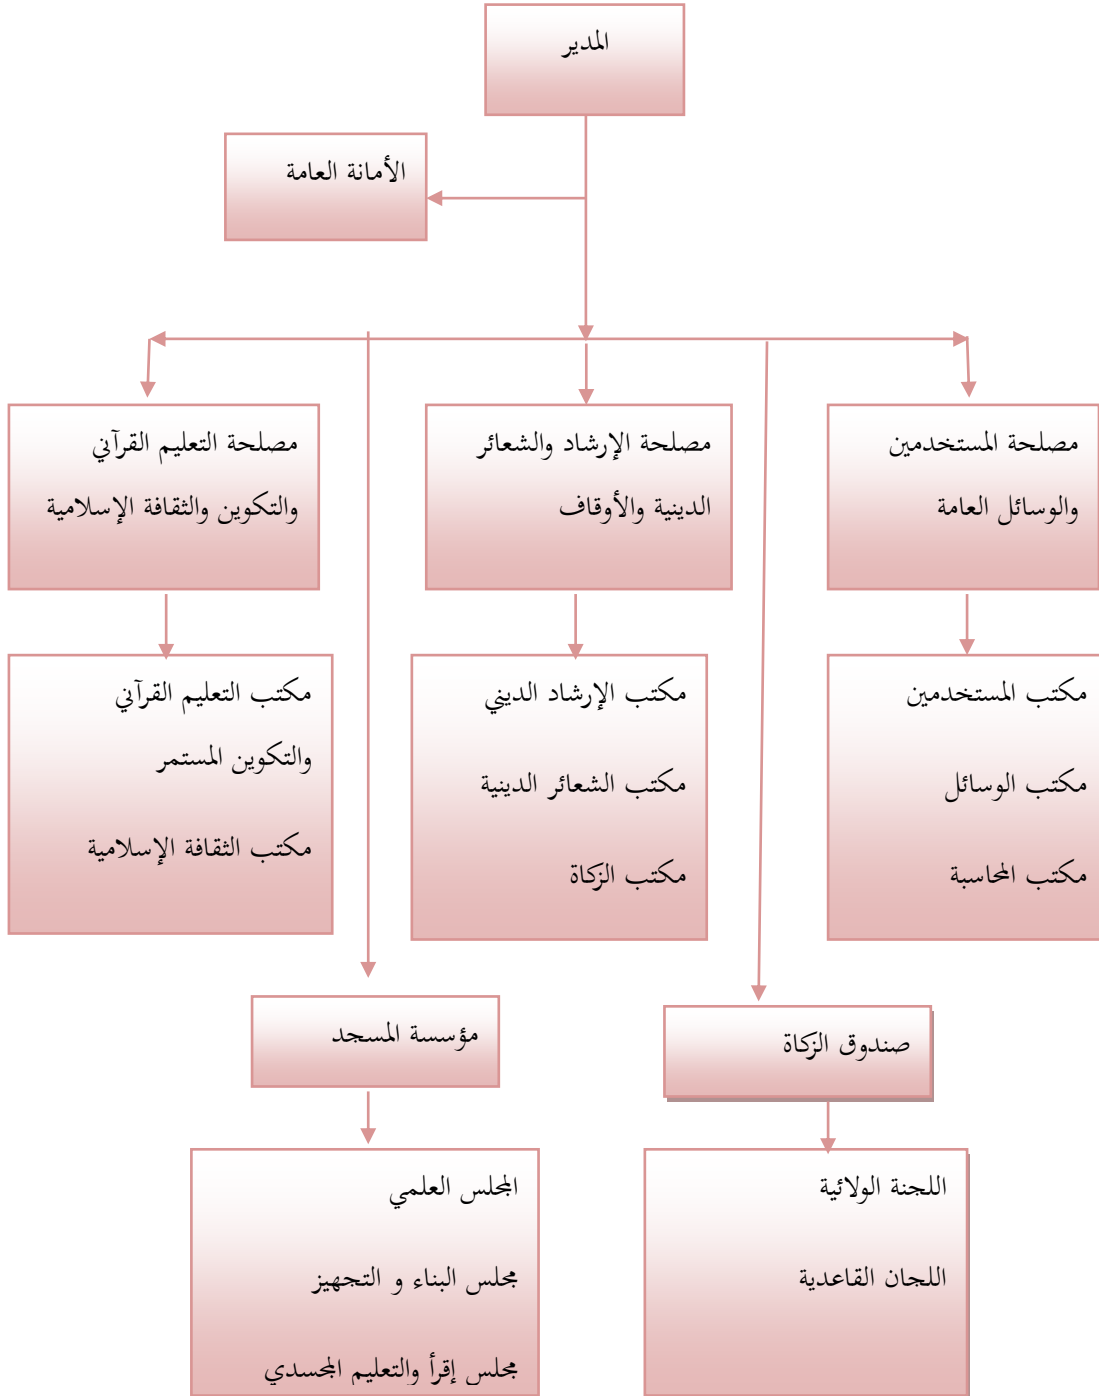 المدير
الأمانة العامة
مصلحة المستخدمين
والوسائل العامة
مصلحة الإرشاد والشعائر
الدينية والأوقاف
مصلحة التعليم القرآني
والتكوين والثقافة الإسلامية
مكتب المستخدمين
مكتب الوسائل
مكتب المحاسبة
مكتب الإرشاد الديني
مكتب الشعائر الدينية
مكتب الزكاة
مكتب التعليم القرآني
والتكوين المستمر
مكتب الثقافة الإسلامية
صندوق الزكاة
مؤسسة المسجد
اللجنة الولائية
اللجان القاعدية
المجلس العلمي
مجلس البناء و التجهيز
مجلس إقرأ والتعليم المحسدي